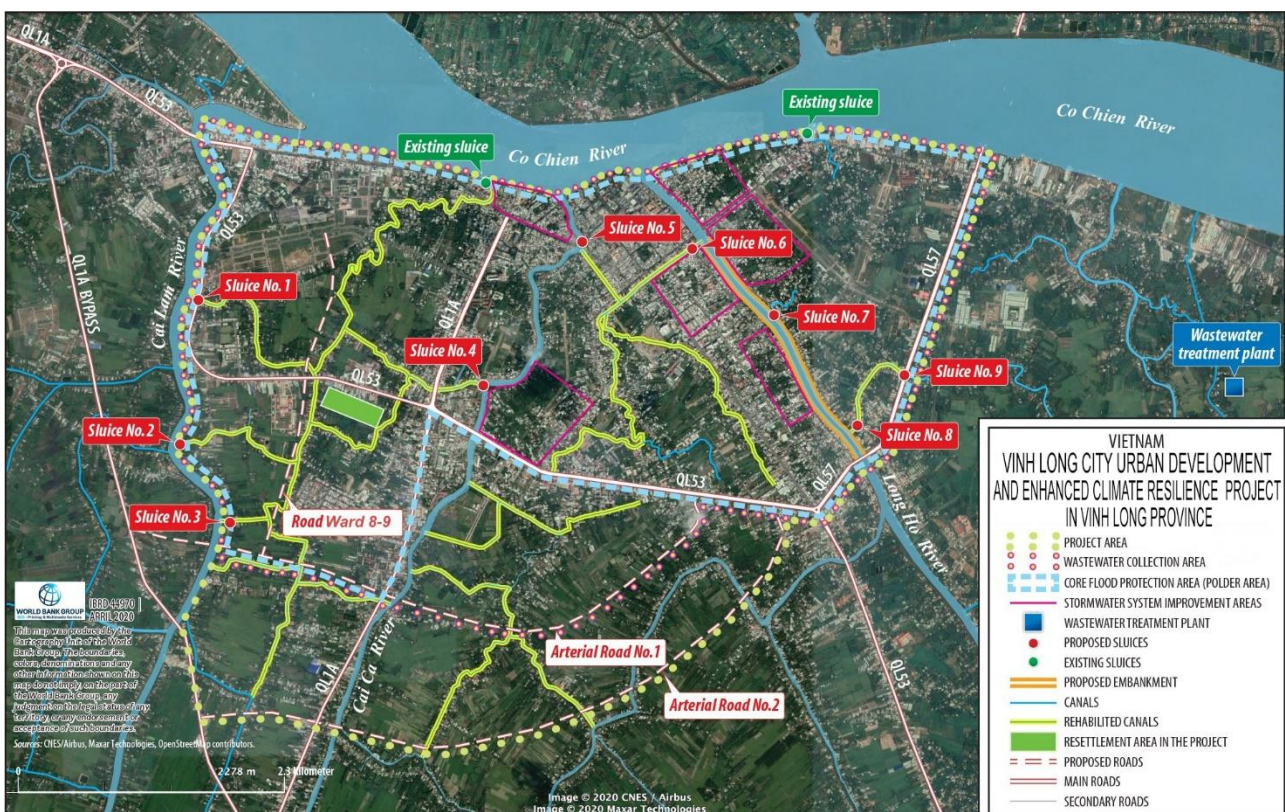 QL1A
QL53
Existing sluice
Co Chien River
Existing sluice
Co Chien River
QL53
Cai Lam River
QL1A BYPASS
Sluice No. 1
Sluice No. 5
Sluice No. 6
QL1A
QL57
Sluice No. 7
Sluice No. 4
QL53
Wastewater
treatment plant
Sluice No. 9
Sluice No. 2
Sluice No. 8
Sluice No. 3
Road Ward 8-9
QL53
QL57
Long Ho River
Arterial Road No.1
Arterial Road No.2
QL1A
Cai Ca River
QL53
WORLD BANK GROUP
IBRD 44970 |
APRIL 2020
This map was produced by the
Cartography Unit of the World
Bank Group. The boundaries,
colors, denominations and any
other information shown on this
map do not imply, on the part of
the World Bank Group, any
judgment on the legal status of any
territory, or any endorsement or
acceptance of such boundaries.
Sources: CNES/Airbus, Maxar Technologies, OpenStreetMap contributors.
0
2278 m
2.3 Kilometer
Image © 2020 CNES / Airbus
Image © 2020 Maxar Technologies
VIETNAM
VINH LONG CITY URBAN DEVELOPMENT
AND ENHANCED CLIMATE RESILIENCE PROJECT
IN VINH LONG PROVINCE
PROJECT AREA
WASTEWATER COLLECTION AREA
CORE FLOOD PROTECTION AREA (POLDER AREA)
STORMWATER SYSTEM IMPROVEMENT AREAS
WASTEWATER TREATMENT PLANT
PROPOSED SLUICES
EXISTING SLUICES
PROPOSED EMBANKMENT
CANALS
REHABILITED CANALS
RESETTLEMENT AREA IN THE PROJECT
PROPOSED ROADS
MAIN ROADS
SECONDARY ROADS